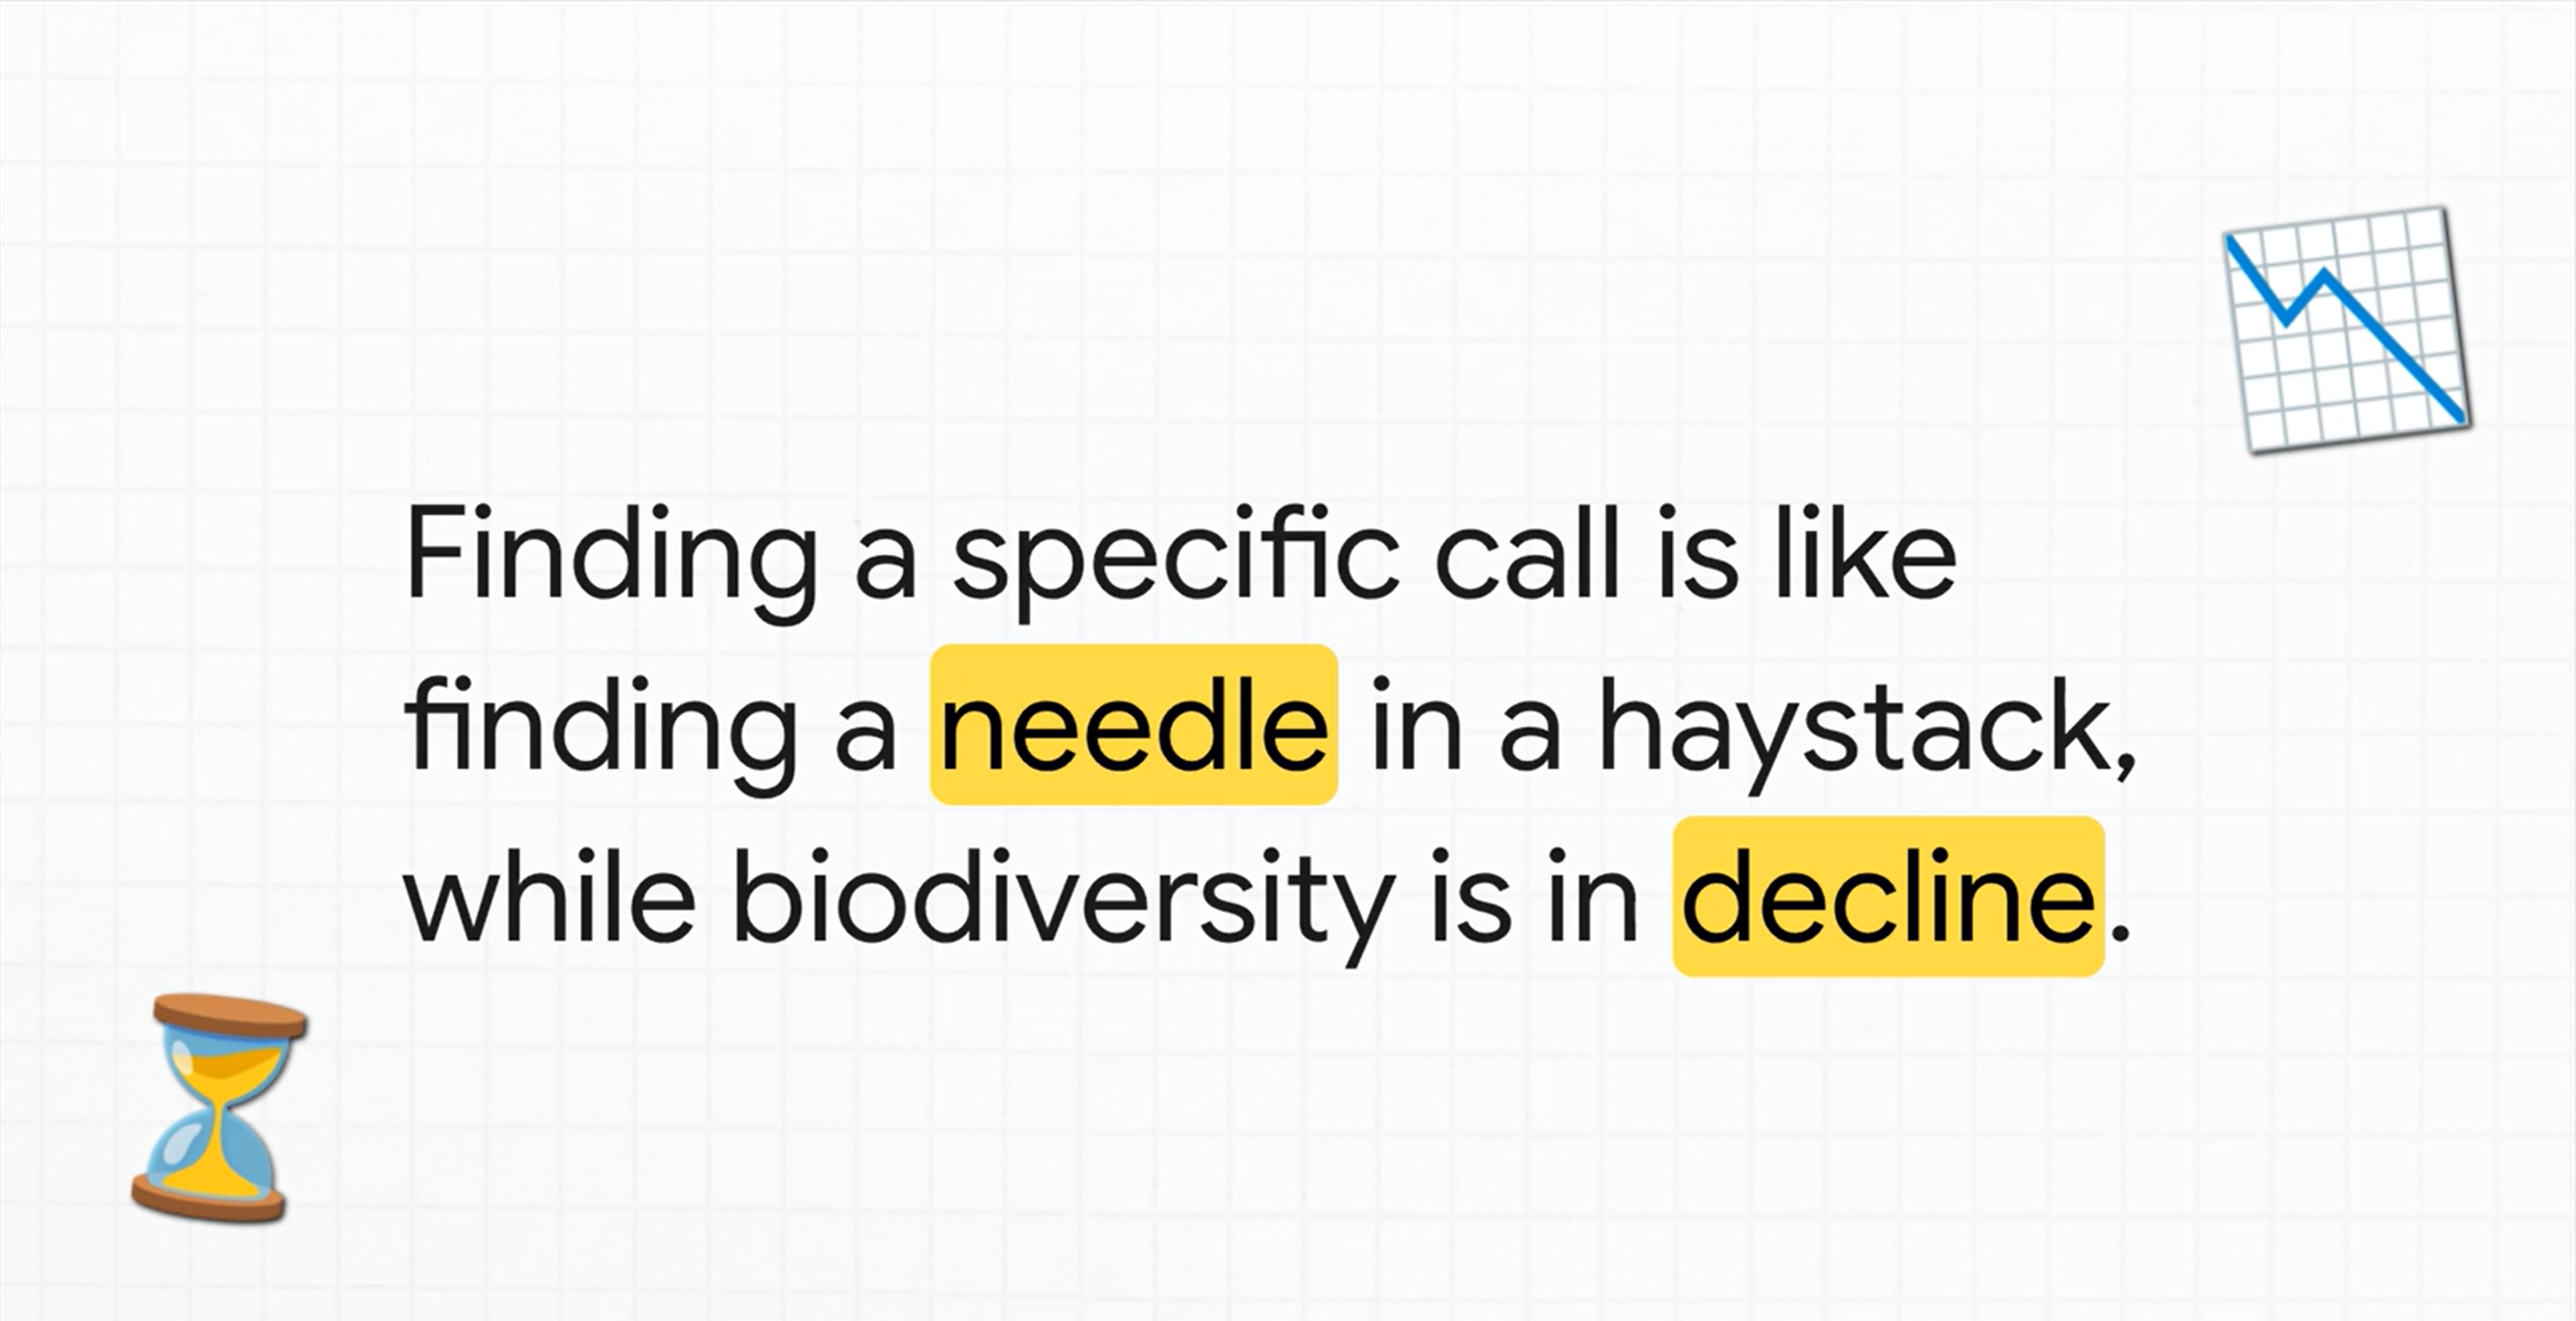 Finding a specific call is like
finding a needle in a haystack,
while biodiversity is in decline.